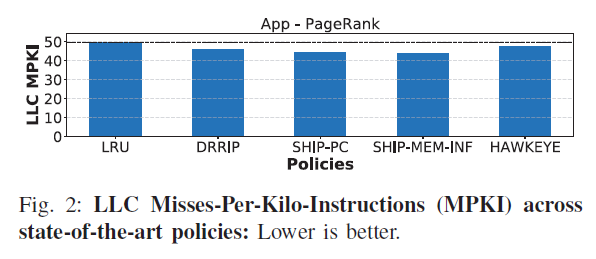 App - PageRank
LLC MPKI
50
40
30
20
10
0
LRU DRRIP SHIP-PC SHIP-MEM-INF HAWKEYE
Policies
Fig. 2: LLC Misses-Per-Kilo-Instructions (MPKI) across
state-of-the-art policies: Lower is better.